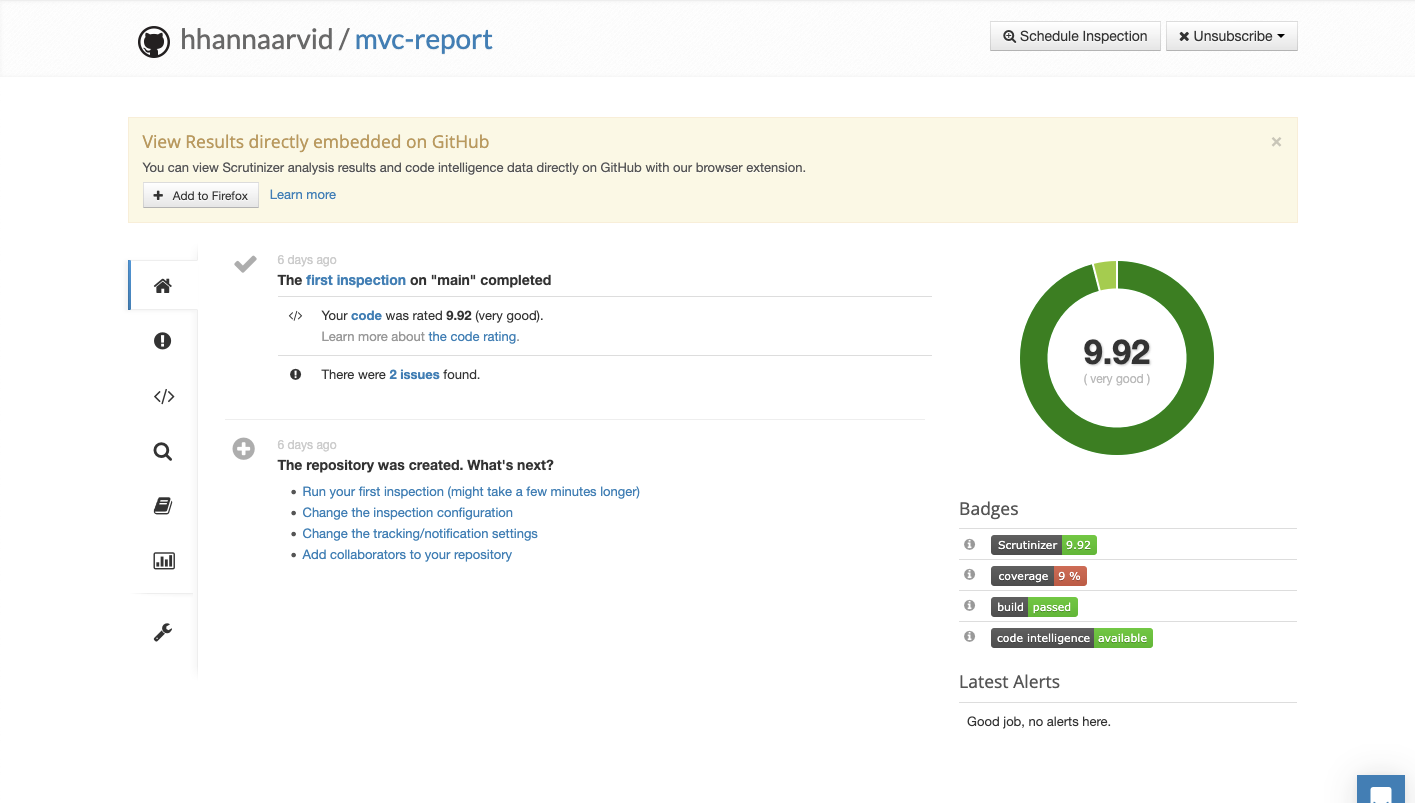 hhannaarvid / mvc-report
Schedule Inspection
Unsubscribe
View Results directly embedded on GitHub
You can view Scrutinizer analysis results and code intelligence data directly on GitHub with our browser extension.
Add to Firefox
Learn more
6 days ago
The first inspection on "main" completed
Your code was rated 9.92 (very good).
Learn more about the code rating.
There were 2 issues found.
6 days ago
The repository was created. What's next?
• Run your first inspection (might take a few minutes longer)
• Change the inspection configuration
• Change the tracking/notification settings
• Add collaborators to your repository
9.92
( very good )
Badges
Scrutinizer 9.92
coverage 9 %
build passed
code intelligence available
Latest Alerts
Good job, no alerts here.